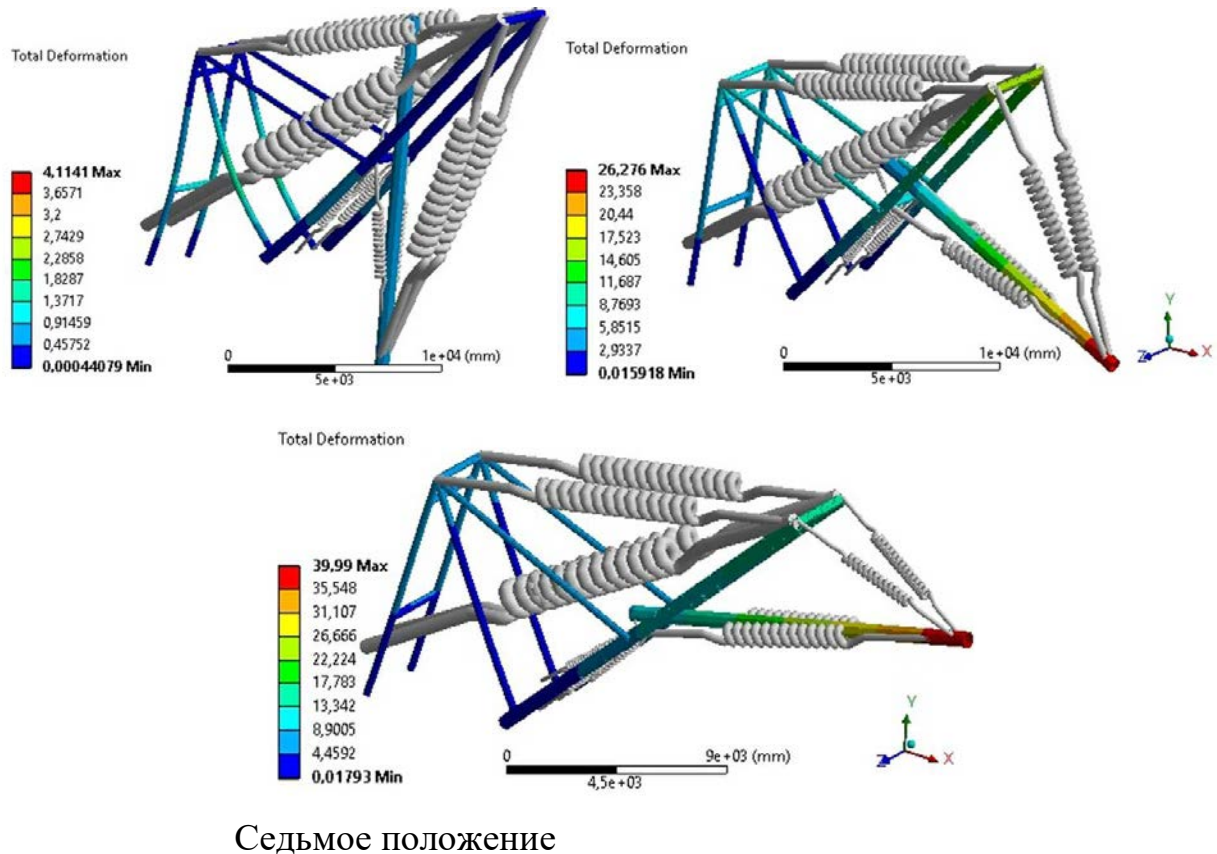 Total Deformation
4,1141 Max
3,6571
3,2
2,7429
2,2858
1,8287
1,3717
0,91459
0,45752
0,00044079 Min
0
1e+04 (mm)
5e+03
Total Deformation
26,276 Max
23,358
20,44
17,523
14,605
11,687
8,7693
5,8515
2,9337
0,015918 Min
0
1e+04 (mm)
5e+03
Y
Z
X
Total Deformation
39,99 Max
35,548
31,107
26,666
22,224
17,783
13,342
8,9005
4,4592
0,01793 Min
0
9e+03 (mm)
4,5e+03
Y
Z
X
Седьмое положение